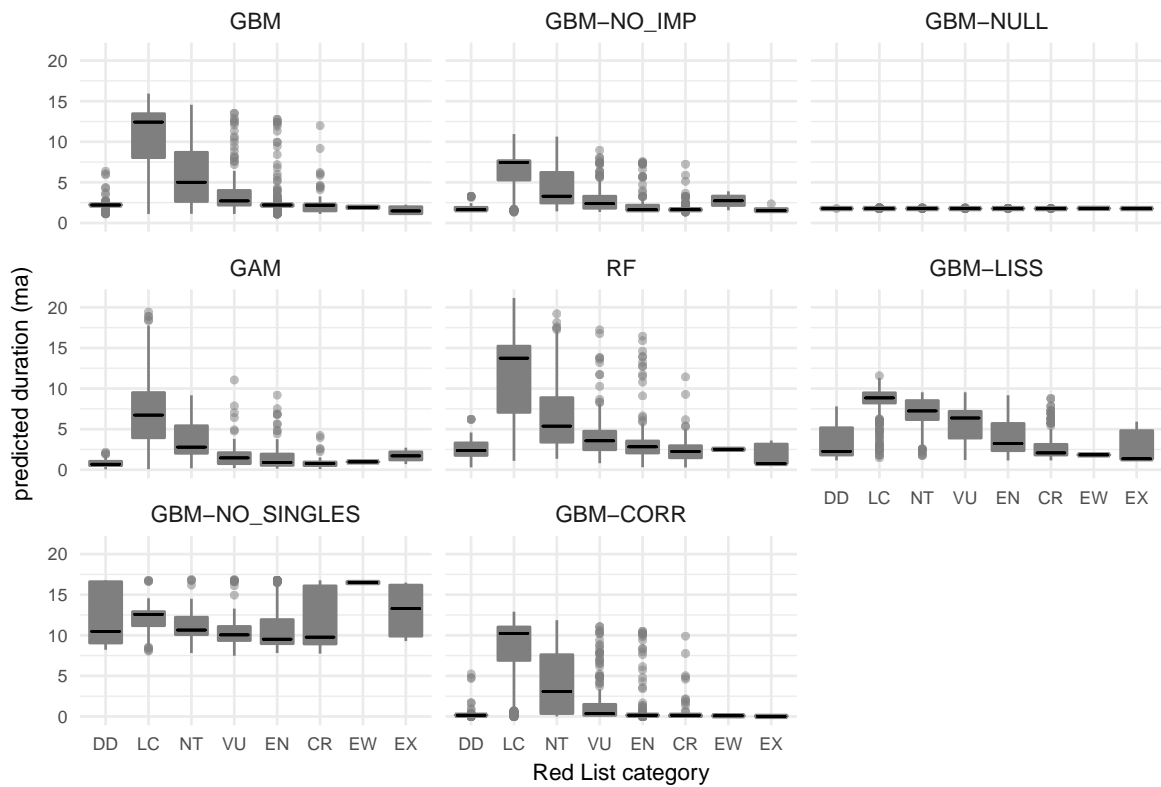 GBM GBM−NO_IMP GBM−NULL
20
15
10
5
0
GAM RF GBM−LISS
20
15
10
5
0
DD LC NT VU EN CR EW EX
GBM−NO_SINGLES GBM−CORR
20
15
10
5
0
DD LC NT VU EN CR EW EX DD LC NT VU EN CR EW EX
Red List category
predicted duration (ma)